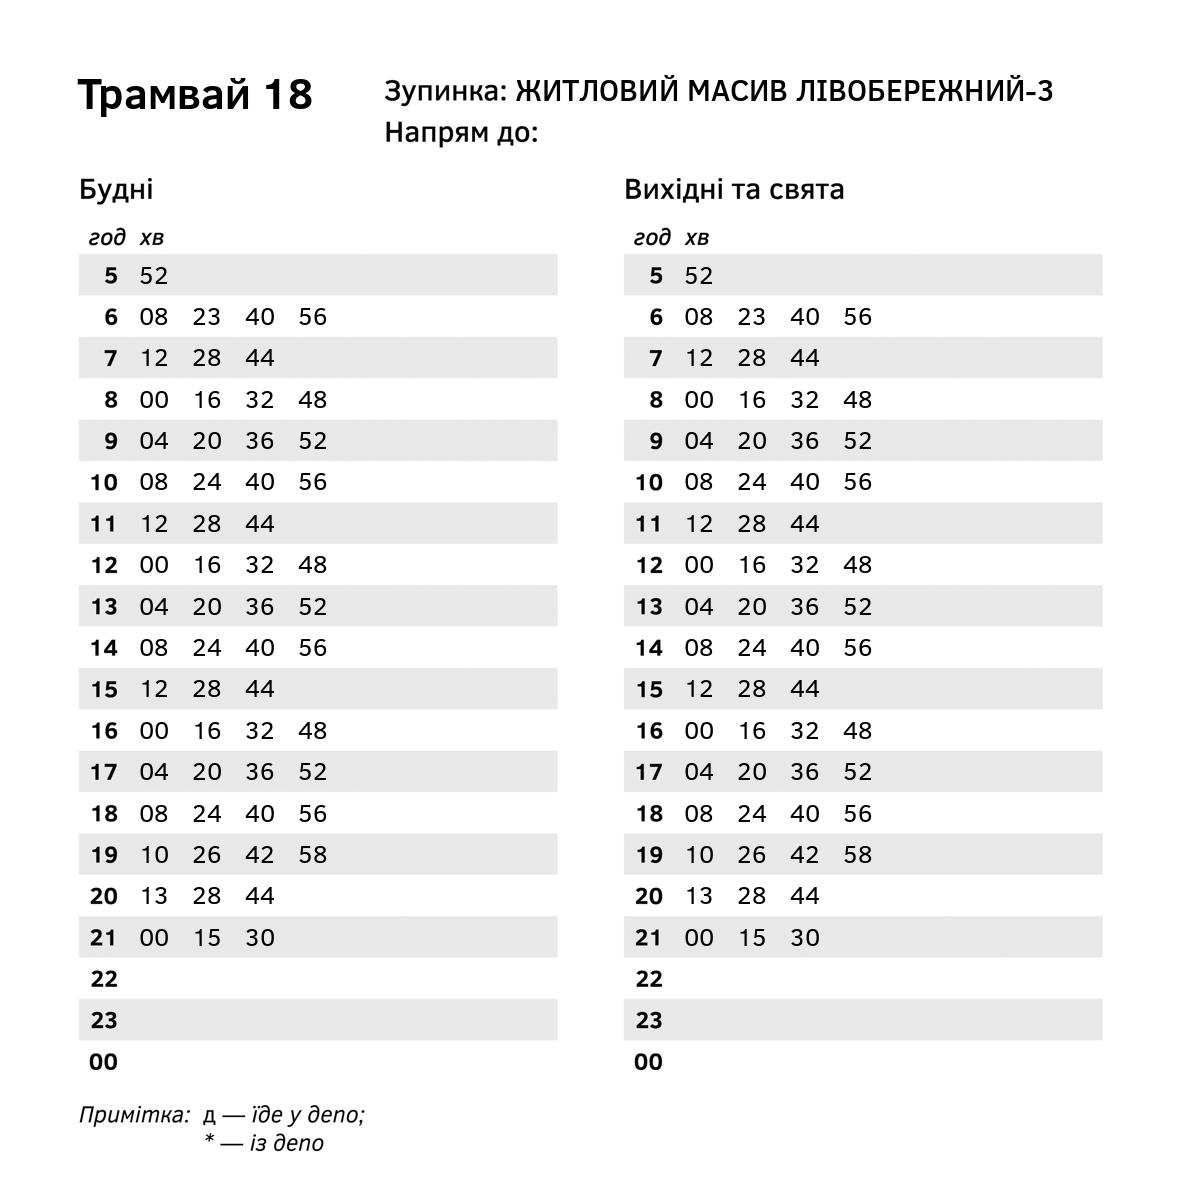 Трамвай 18
Зупинка: ЖИТЛОВИЙ МАСИВ ЛІВОБЕРЕЖНИЙ-3
Напрям до:
Будні
год хв
5 52
6 08 23 40 56
7 12 28 44
8 00 16 32 48
9 04 20 36 52
10 08 24 40 56
11 12 28 44
12 00 16 32 48
13 04 20 36 52
14 08 24 40 56
15 12 28 44
16 00 16 32 48
17 04 20 36 52
18 08 24 40 56
19 10 26 42 58
20 13 28 44
21 00 15 30
22
23
00
Вихідні та свята
год хв
5 52
6 08 23 40 56
7 12 28 44
8 00 16 32 48
9 04 20 36 52
10 08 24 40 56
11 12 28 44
12 00 16 32 48
13 04 20 36 52
14 08 24 40 56
15 12 28 44
16 00 16 32 48
17 04 20 36 52
18 08 24 40 56
19 10 26 42 58
20 13 28 44
21 00 15 30
22
23
00
Примітка: д — їде у депо;
* — із депо